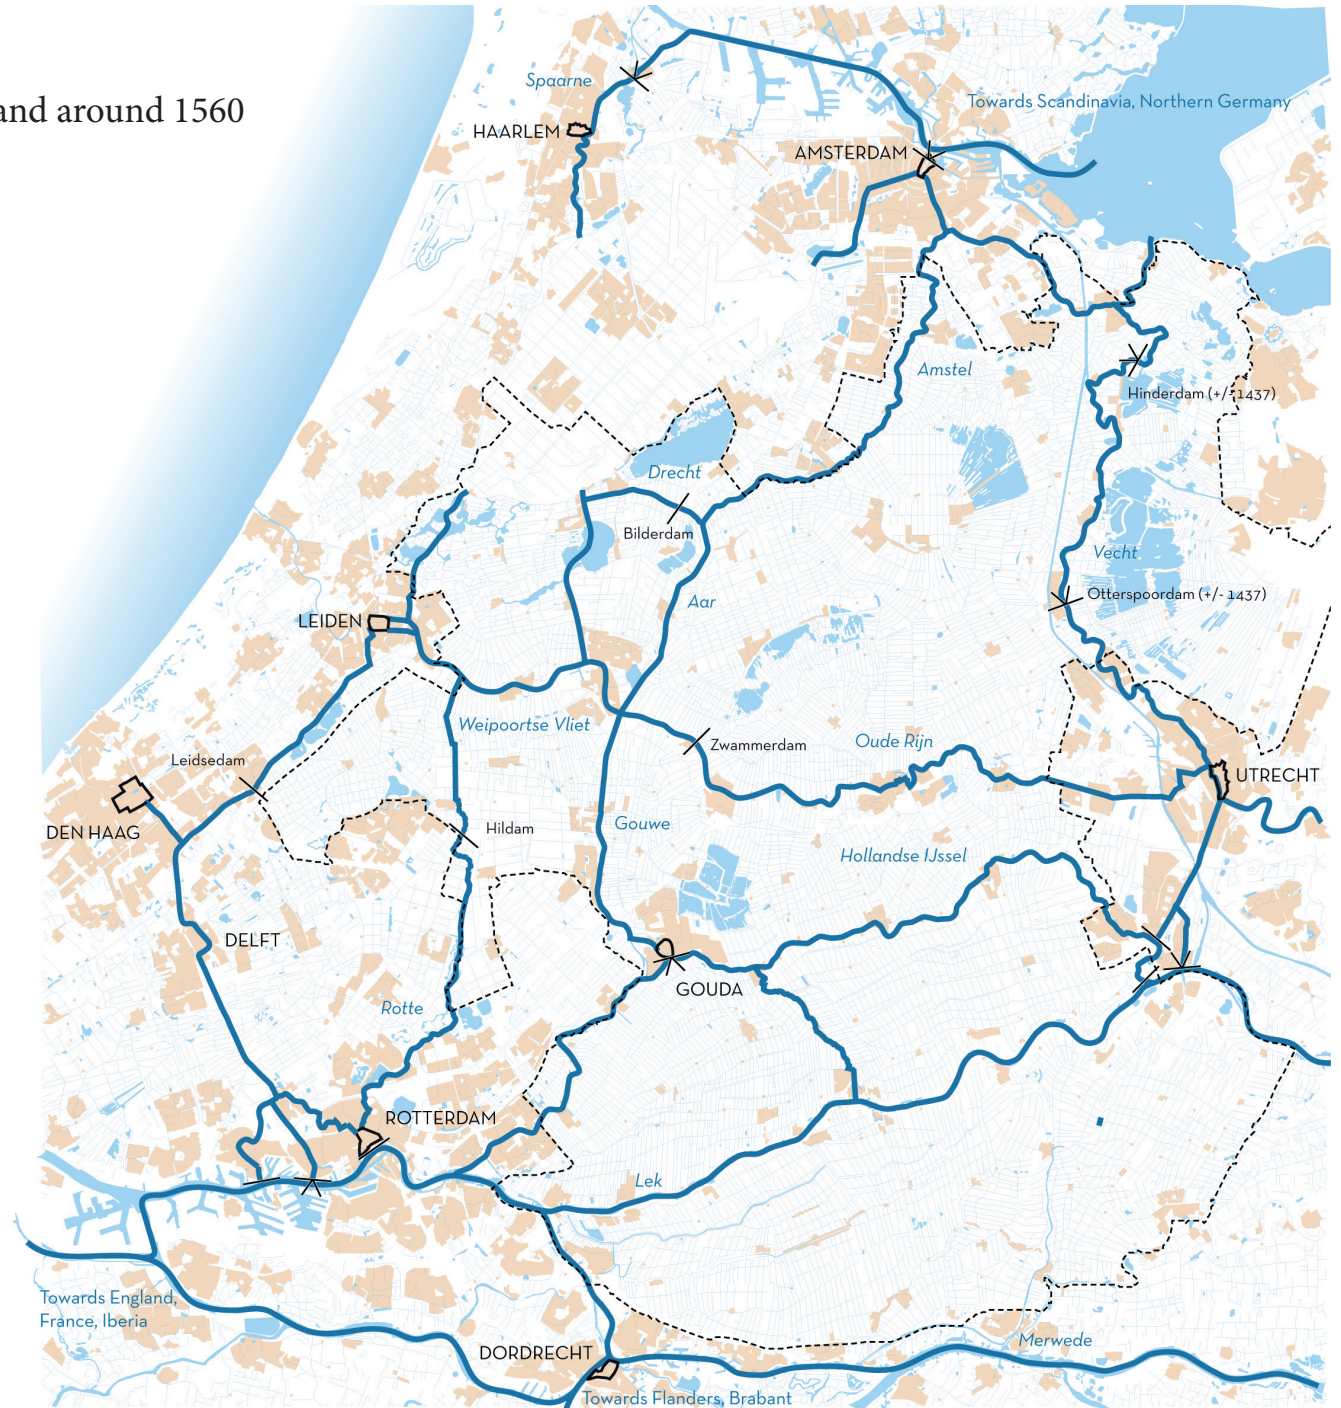 and around 1560
Spaarne
Towards Scandinavia, Northern Germany
HAARLEM
AMSTERDAM
Amstel
Hinderdam (+/- 1437)
Drecht
Bilderdam
Vecht
Otterspoordam (+/- 1437)
Aar
LEIDEN
Weipoortse Vliet
Zwammerdam
Oude Rijn
Leidsedam
UTRECHT
DEN HAAG
Hildam
Gouwe
Hollandse IJssel
DELFT
GOUDA
Rotte
ROTTERDAM
Lek
Towards England,
France, Iberia
Merwede
DORDRECHT
Towards Flanders, Brabant